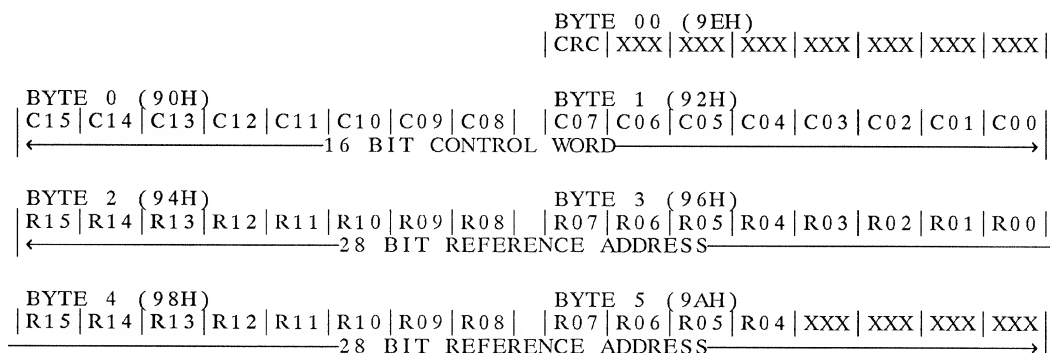 BYTE 00 (9EH)
|CRC|XXX|XXX|XXX|XXX|XXX|XXX|XXX|
BYTE 0 (90H) BYTE 1 (92H)
|C15|C14|C13|C12|C11|C10|C09|C08| |C07|C06|C05|C04|C03|C02|C01|C00|
16 BIT CONTROL WORD
BYTE 2 (94H) BYTE 3 (96H)
|R15|R14|R13|R12|R11|R10|R09|R08| |R07|R06|R05|R04|R03|R02|R01|R00|
28 BIT REFERENCE ADDRESS
BYTE 4 (98H) BYTE 5 (9AH)
|R15|R14|R13|R12|R11|R10|R09|R08| |R07|R06|R05|R04|XXX|XXX|XXX|XXX|
28 BIT REFERENCE ADDRESS